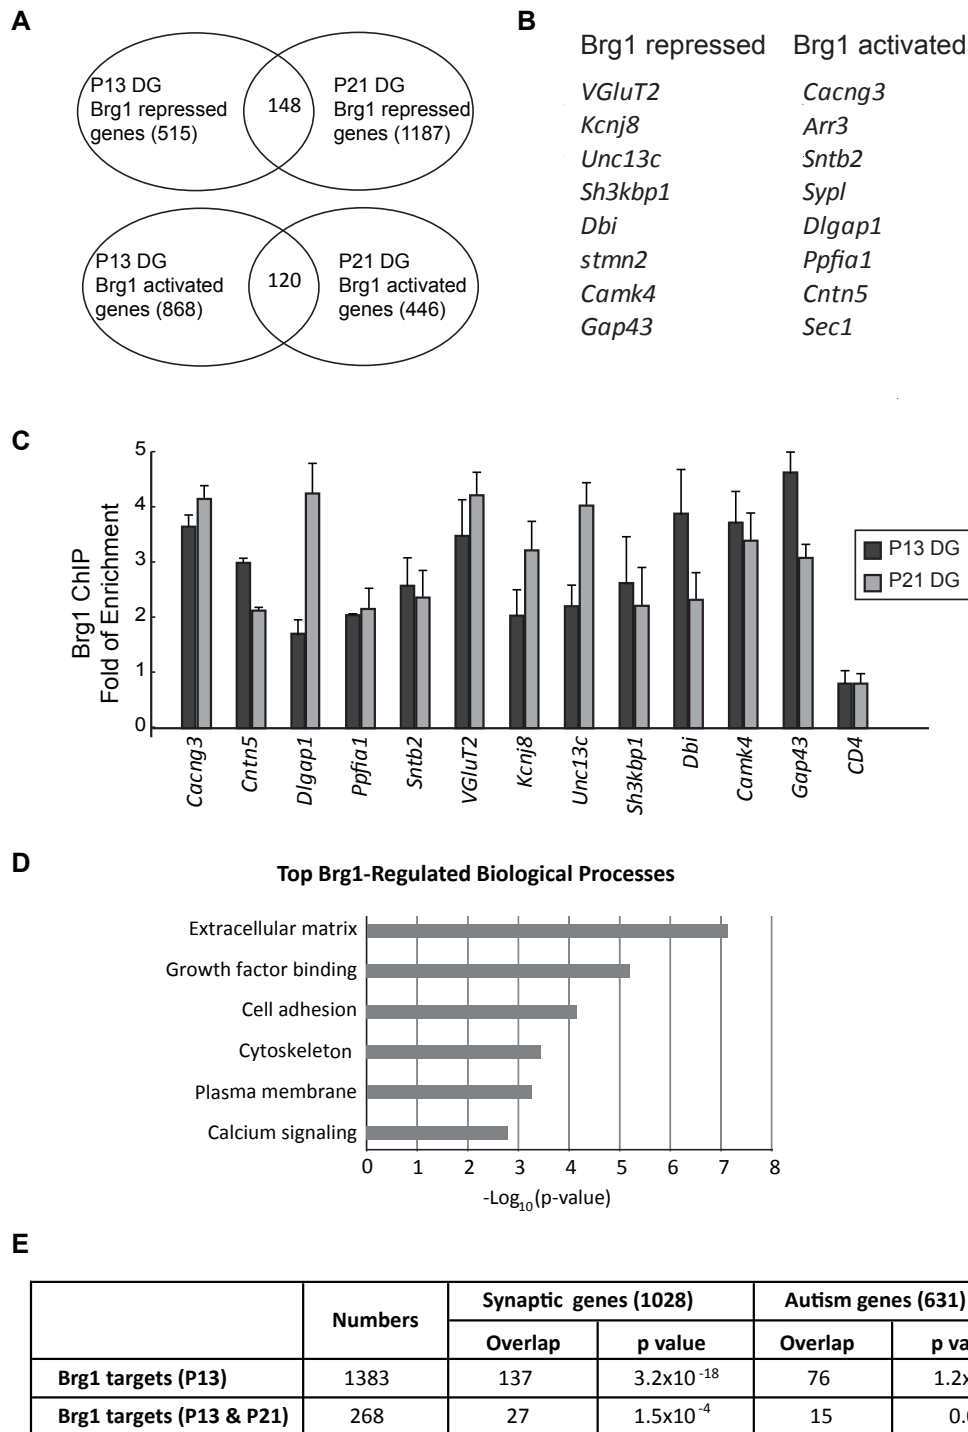 A
P13 DG
Brg1 repressed
genes (515)
148
P21 DG
Brg1 repressed
genes (1187)
P13 DG
Brg1 activated
genes (868)
120
P21 DG
Brg1 activated
genes (446)
B
Brg1 repressed Brg1 activated
VGluT2 Cacng3
Kcnj8 Arr3
Unc13c Sntb2
Sh3kbp1 Sypl
Dbi Dlgap1
stmn2 Ppfia1
Camk4 Cntn5
Gap43 Sec1
C
Brg1 ChIP
Fold of Enrichment
5
4
3
2
1
0
P13 DG
P21 DG
Cacng3 Cntn5 Dlgap1 Ppfia1 Sntb2 VGluT2 Kcnj8 Unc13c Sh3kbp1 Dbi Camk4 Gap43 CD4
D
Top Brg1-Regulated Biological Processes
Extracellular matrix
Growth factor binding
Cell adhesion
Cytoskeleton
Plasma membrane
Calcium signaling
0 1 2 3 4 5 6 7 8
-Log10(p-value)
E
Numbers Synaptic genes (1028) Autism genes (631)
Overlap p value Overlap p va
Brg1 targets (P13) 1383 137 3.2x10-18 76 1.2x
Brg1 targets (P13 & P21) 268 27 1.5x10-4 15 0.0